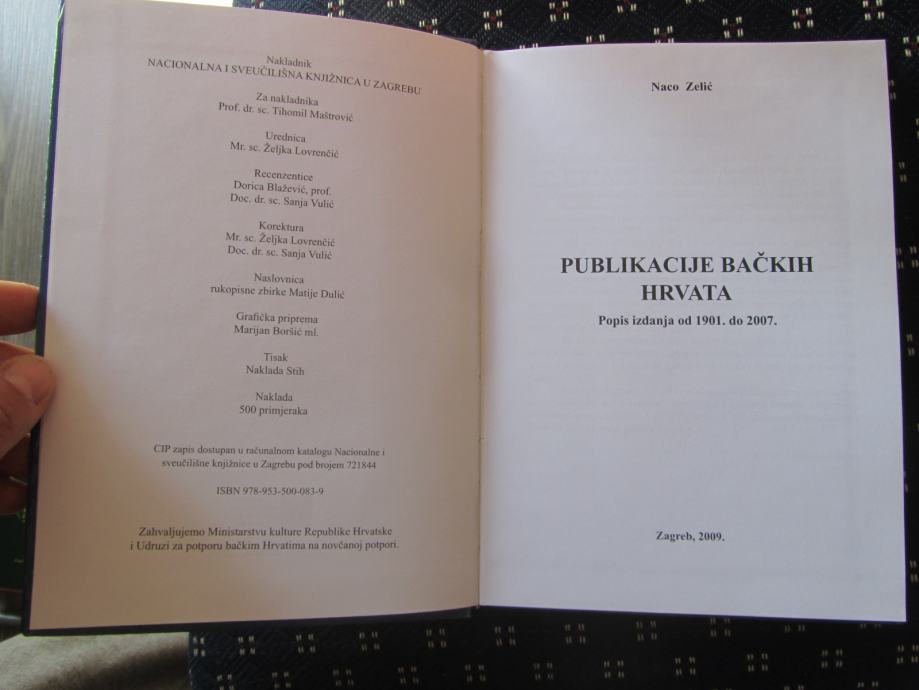 Nakladnik
NACIONALNA I SVEUČILIŠNA KNJIŽNICA U ZAGREBU
Za nakladnika
Prof. dr. sc. Tihomil Maštrović
Urednica
Mr. sc. Željka Lovrenčić
Recenzentice
Dorica Blažević, prof.
Doc. dr. sc. Sanja Vulić
Korektura
Mr. sc. Željka Lovrenčić
Doc. dr. sc. Sanja Vulić
Naslovnica
rukopisne zbirke Matije Dulić
Grafička priprema
Marijan Boršić ml.
Tisak
Naklada Stih
Naklada
500 primjeraka
CIP zapis dostupan u računalnom katalogu Nacionalne i
sveučilišne knjižnice u Zagrebu pod brojem 721844
ISBN 978-953-500-083-9
Zahvaljujemo Ministarstvu kulture Republike Hrvatske
i Udruzi za potporu bačkim Hrvatima na novčanoj potpori.
Naco Zelić
PUBLIKACIJE BAČKIH
HRVATA
Popis izdanja od 1901. do 2007.
Zagreb, 2009.